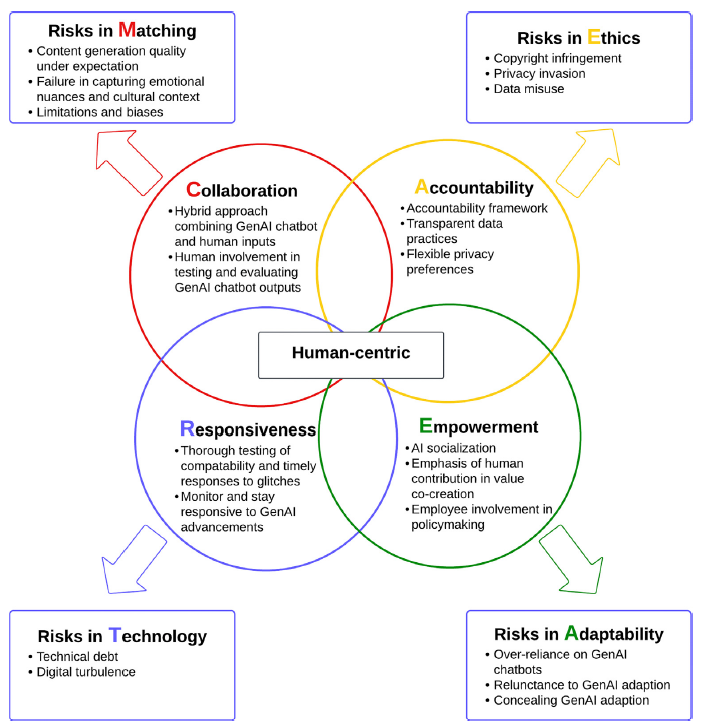 Risks in Matching
• Content generation quality
under expectation
• Failure in capturing emotional
nuances and cultural context
• Limitations and biases
Risks in Ethics
• Copyright infringement
• Privacy invasion
• Data misuse
Collaboration
• Hybrid approach
combining GenAI chatbot
and human inputs
• Human involvement in
testing and evaluating
GenAI chatbot outputs
Accountability
• Accountability framework
• Transparent data
practices
• Flexible privacy
preferences
Human-centric
Responsiveness
• Thorough testing of
compatability and timely
responses to glitches
• Monitor and stay
responsive to GenAI
advancements
Empowerment
• AI socialization
• Emphasis of human
contribution in value
co-creation
• Employee involvement in
policymaking
Risks in Technology
• Technical debt
• Digital turbulence
Risks in Adaptability
• Over-reliance on GenAI
chatbots
• Relunctance to GenAI adaption
• Concealing GenAI adaption